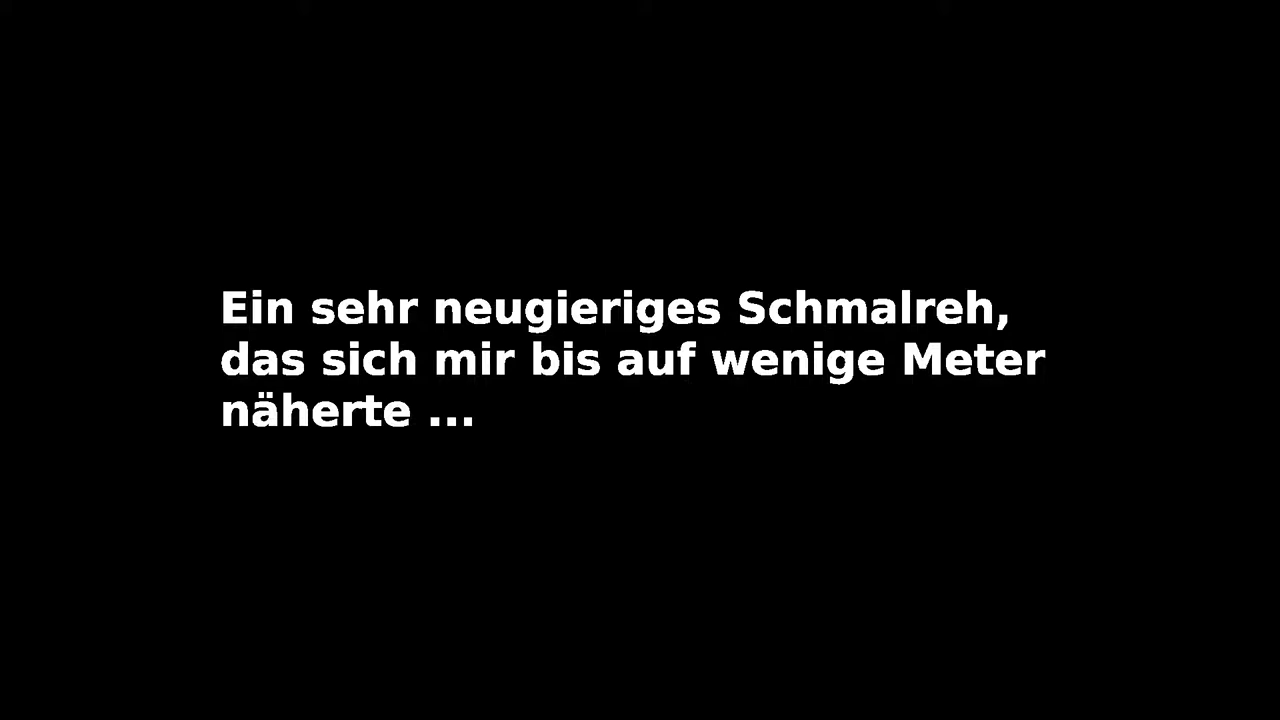 Ein sehr neugieriges Schmalreh,
das sich mir bis auf wenige Meter
näherte ...